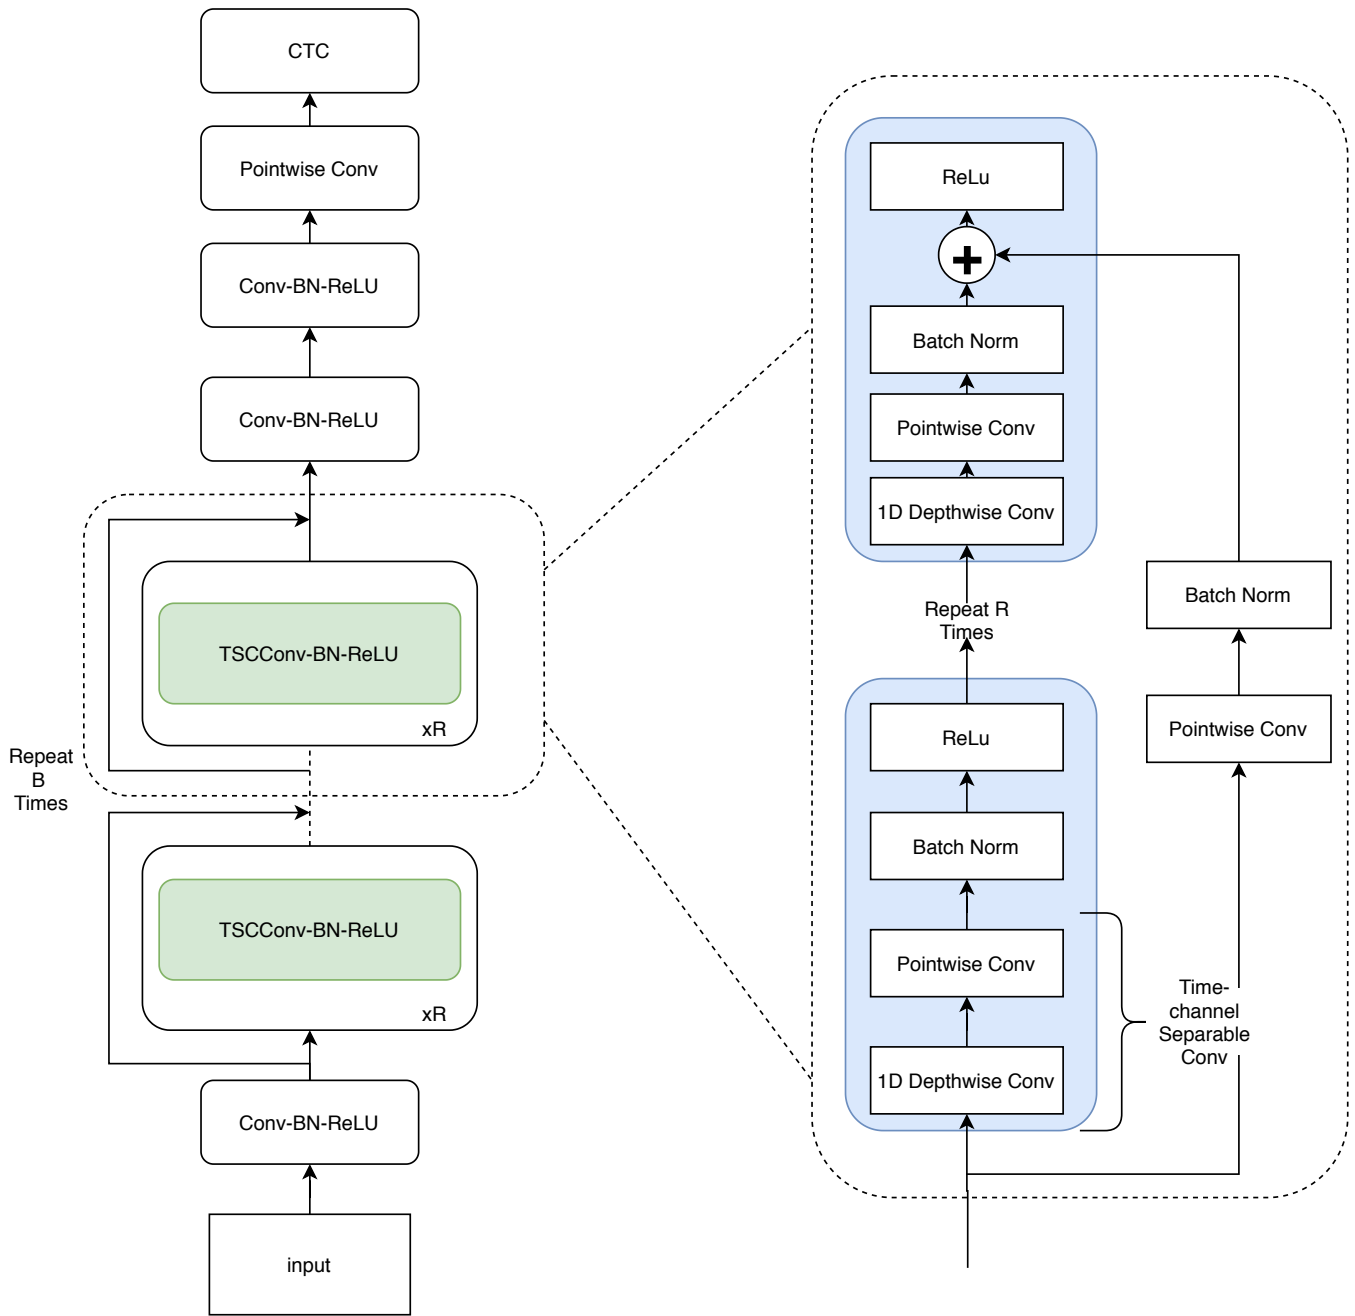 CTC
Pointwise Conv
Conv-BN-ReLU
Conv-BN-ReLU
TSCConv-BN-ReLU
xR
Repeat
B
Times
TSCConv-BN-ReLU
xR
Conv-BN-ReLU
input
ReLu
+
Batch Norm
Pointwise Conv
1D Depthwise Conv
Repeat R
Times
ReLu
Batch Norm
Pointwise Conv
1D Depthwise Conv
Batch Norm
Pointwise Conv
Time-
channel
Separable
Conv